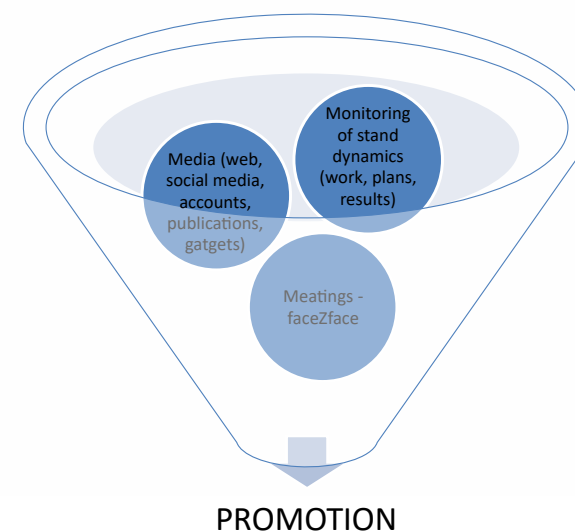 Monitoring
of stand
dynamics
(work, plans,
results)
Media (web,
social media,
accounts,
publications,
gatgets)
Meatings -
faceZface
PROMOTION